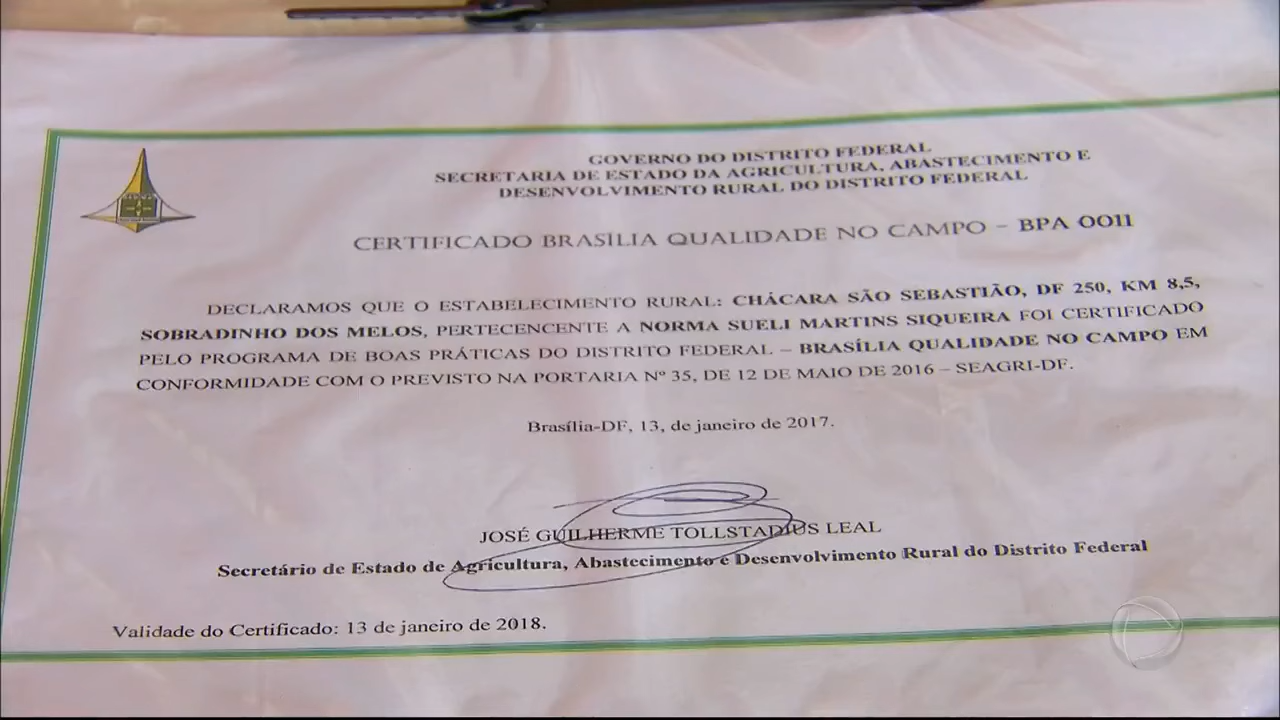 GOVERNO DO DISTRITO FEDERAL
SECRETARIA DE ESTADO DA AGRICULTURA, ABASTECIMENTO E
DESENVOLVIMENTO RURAL DO DISTRITO FEDERAL
CERTIFICADO BRASÍLIA QUALIDADE NO CAMPO – BPA 0011
DECLARAMOS QUE O ESTABELECIMENTO RURAL: CHÁCARA SÃO SEBASTIÃO, DF 250, KM 8,5,
SOBRADINHO DOS MELOS, PERTECENCENTE A NORMA SUELI MARTINS SIQUEIRA FOI CERTIFICADO
PELO PROGRAMA DE BOAS PRÁTICAS DO DISTRITO FEDERAL – BRASÍLIA QUALIDADE NO CAMPO EM
CONFORMIDADE COM O PREVISTO NA PORTARIA Nº 35, DE 12 DE MAIO DE 2016 – SEAGRI-DF.
Brasília-DF, 13, de janeiro de 2017.
JOSÉ GUILHERME TOLLSTADIUS LEAL
Secretário de Estado de Agricultura, Abastecimento e Desenvolvimento Rural do Distrito Federal
Validade do Certificado: 13 de janeiro de 2018.